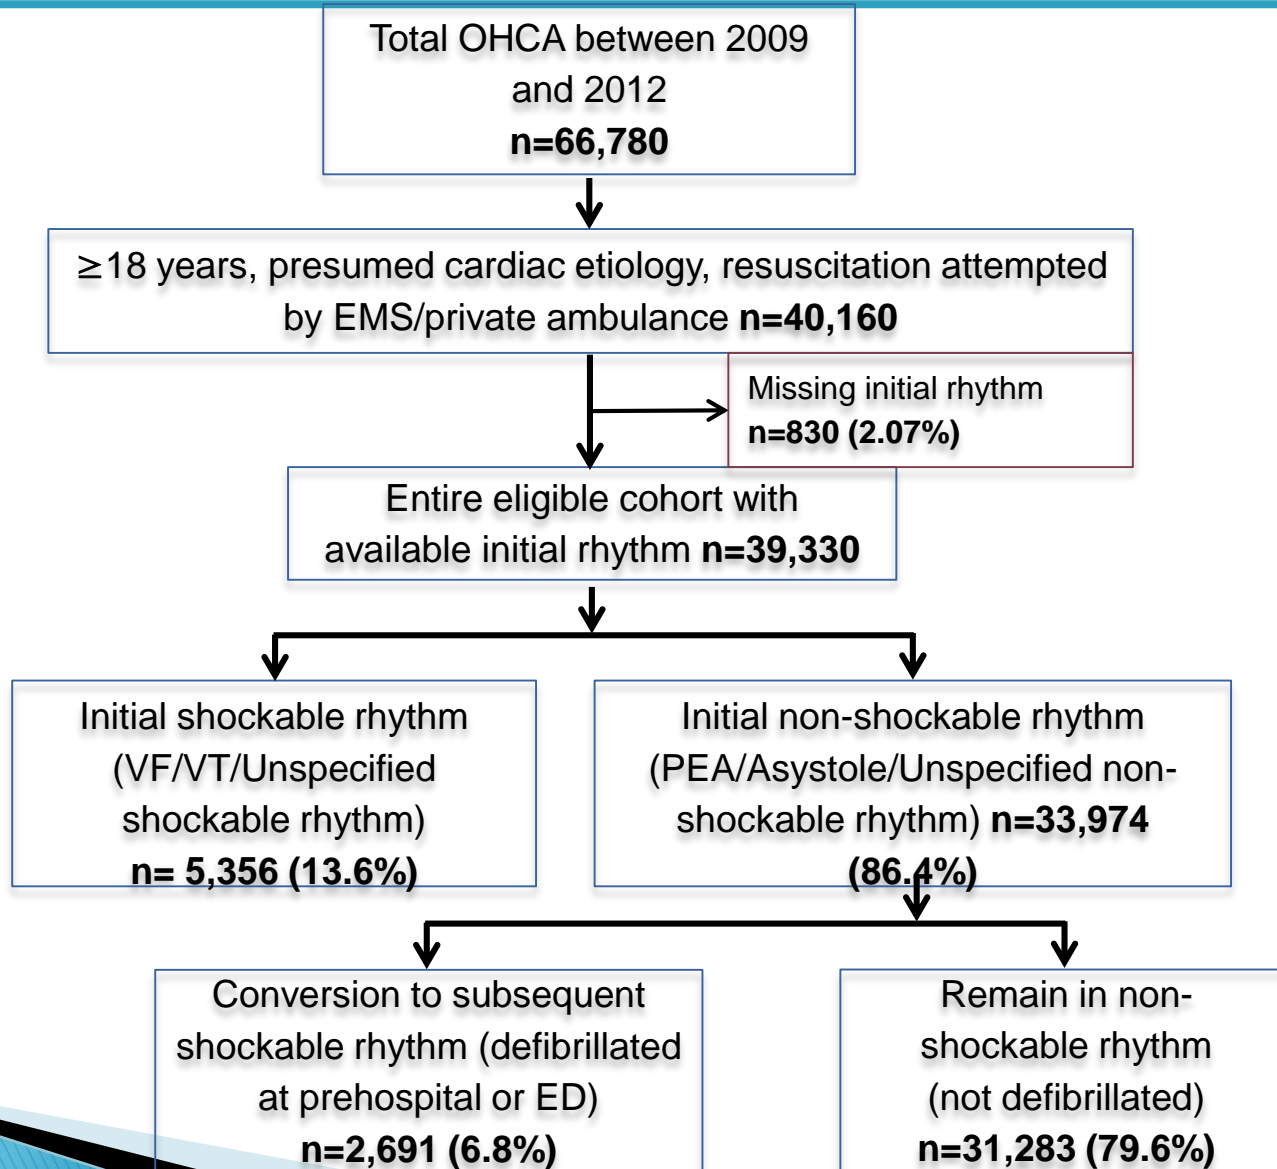 Total OHCA between 2009
and 2012
n=66,780
≥18 years, presumed cardiac etiology, resuscitation attempted
by EMS/private ambulance n=40,160
Missing initial rhythm
n=830 (2.07%)
Entire eligible cohort with
available initial rhythm n=39,330
Initial shockable rhythm
(VF/VT/Unspecified
shockable rhythm)
n= 5,356 (13.6%)
Initial non-shockable rhythm
(PEA/Asystole/Unspecified non-
shockable rhythm) n=33,974
(86.4%)
Conversion to subsequent
shockable rhythm (defibrillated
at prehospital or ED)
n=2,691 (6.8%)
Remain in non-
shockable rhythm
(not defibrillated)
n=31,283 (79.6%)